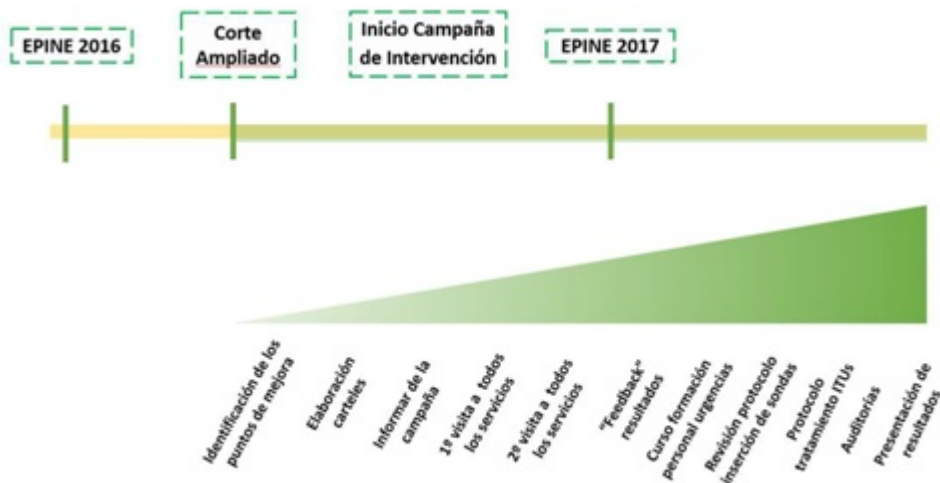 EPINE 2016
Corte
Ampliado
Inicio Campaña
de Intervención
EPINE 2017
Identificación de los
puntos de mejora
Elaboración
carteles
Informar de la
campaña
1º visita a todos
los servicios
2º visita a todos
los servicios
"Feedback"
resultados
Curso formación
personal urgencias
Revisión protocolo
inserción de sondas
Protocolo
tratamiento ITUs
Auditorías
Presentación de
resultados